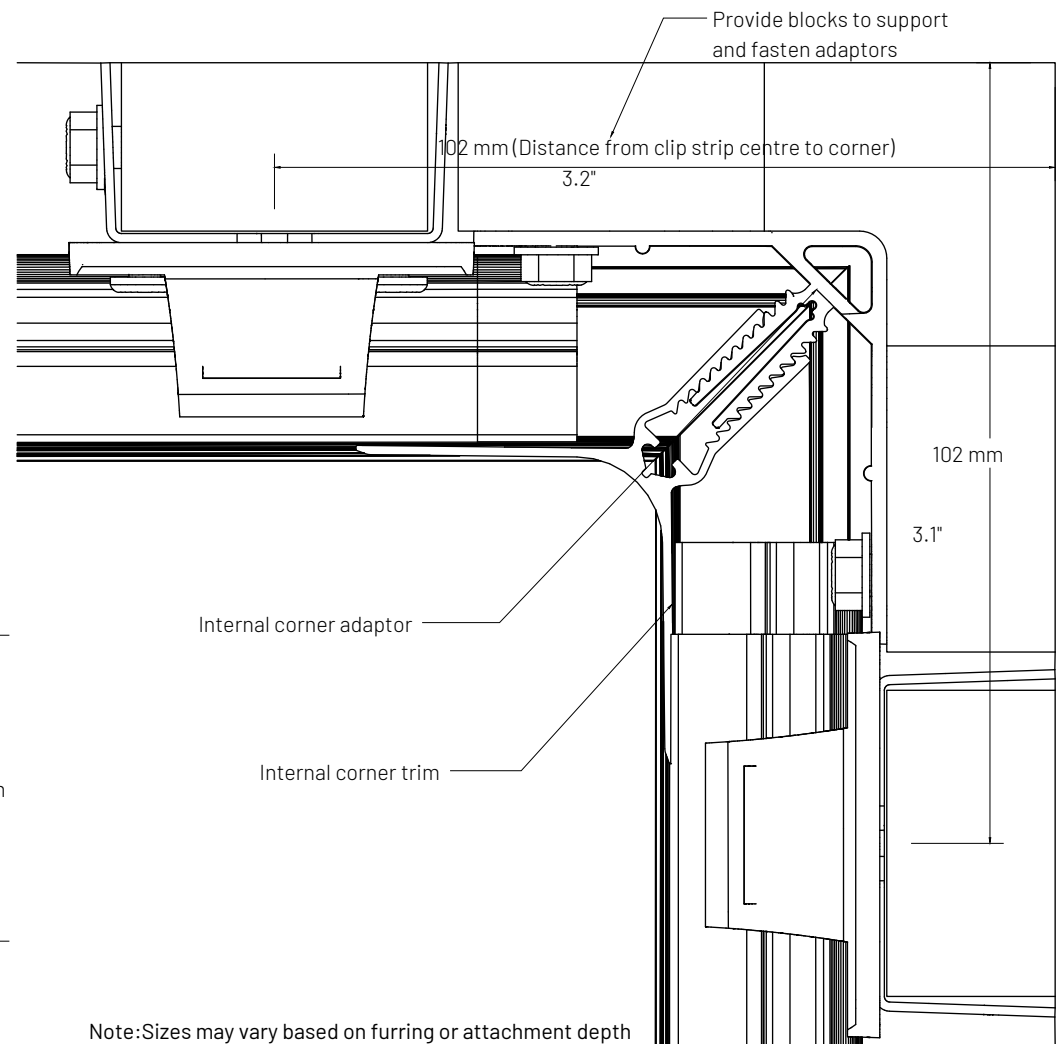 Provide blocks to support
and fasten adaptors
102 mm (Distance from clip strip centre to corner)
3.2"
102 mm
3.1"
Internal corner adaptor
Internal corner trim
Note:Sizes may vary based on furring or attachment depth